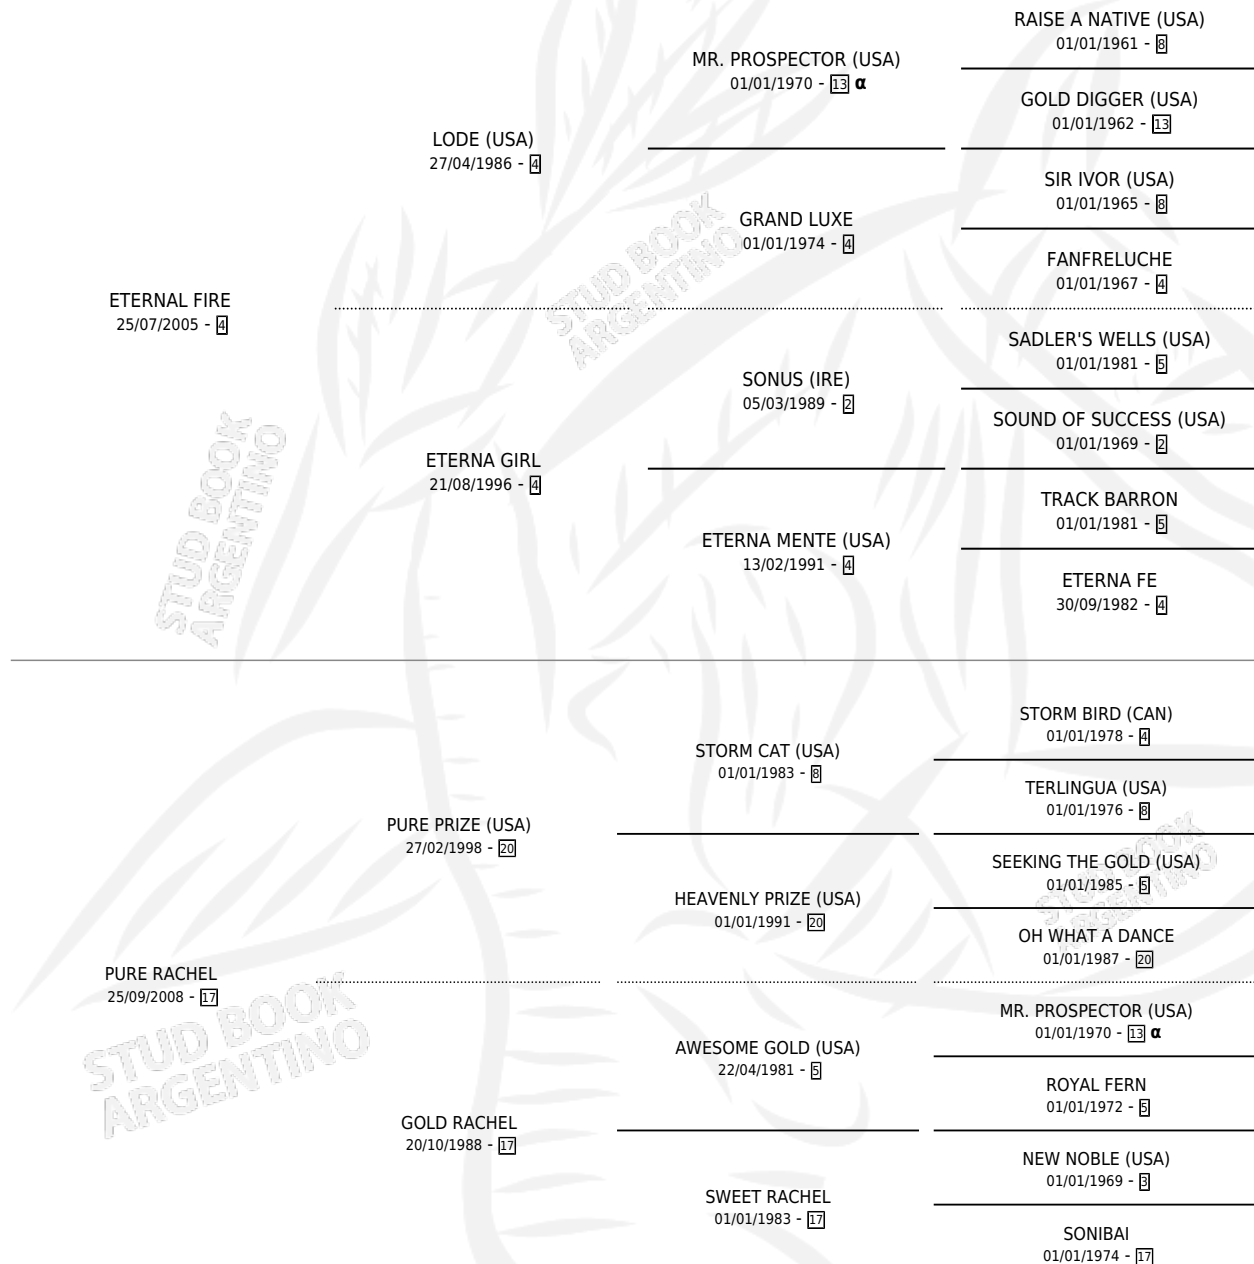 RAISE A NATIVE (USA)
01/01/1961 - 8
MR. PROSPECTOR (USA)
01/01/1970 - 13 α
GOLD DIGGER (USA)
01/01/1962 - 13
LODE (USA)
27/04/1986 - 4
SIR IVOR (USA)
01/01/1965 - 8
GRAND LUXE
01/01/1974 - 4
FANFRELUCHE
01/01/1967 - 4
ETERNAL FIRE
25/07/2005 - 4
SADLER'S WELLS (USA)
01/01/1981 - 5
SONUS (IRE)
05/03/1989 - 2
SOUND OF SUCCESS (USA)
01/01/1969 - 2
ETERNA GIRL
21/08/1996 - 4
TRACK BARRON
01/01/1981 - 5
ETERNA MENTE (USA)
13/02/1991 - 4
ETERNA FE
30/09/1982 - 4
STUD BOOK
ARGENTINO
STUD BOOK
ARGENTINO
STORM BIRD (CAN)
01/01/1978 - 4
STORM CAT (USA)
01/01/1983 - 8
TERLINGUA (USA)
01/01/1976 - 8
PURE PRIZE (USA)
27/02/1998 - 20
SEEKING THE GOLD (USA)
01/01/1985 - 5
HEAVENLY PRIZE (USA)
01/01/1991 - 20
OH WHAT A DANCE
01/01/1987 - 20
PURE RACHEL
25/09/2008 - 17
MR. PROSPECTOR (USA)
01/01/1970 - 13 α
AWESOME GOLD (USA)
22/04/1981 - 5
ROYAL FERN
01/01/1972 - 5
GOLD RACHEL
20/10/1988 - 17
NEW NOBLE (USA)
01/01/1969 - 3
SWEET RACHEL
01/01/1983 - 17
SONIBAI
01/01/1974 - 17
STUD BOOK
ARGENTINO
STUD BOOK
ARGENTINO